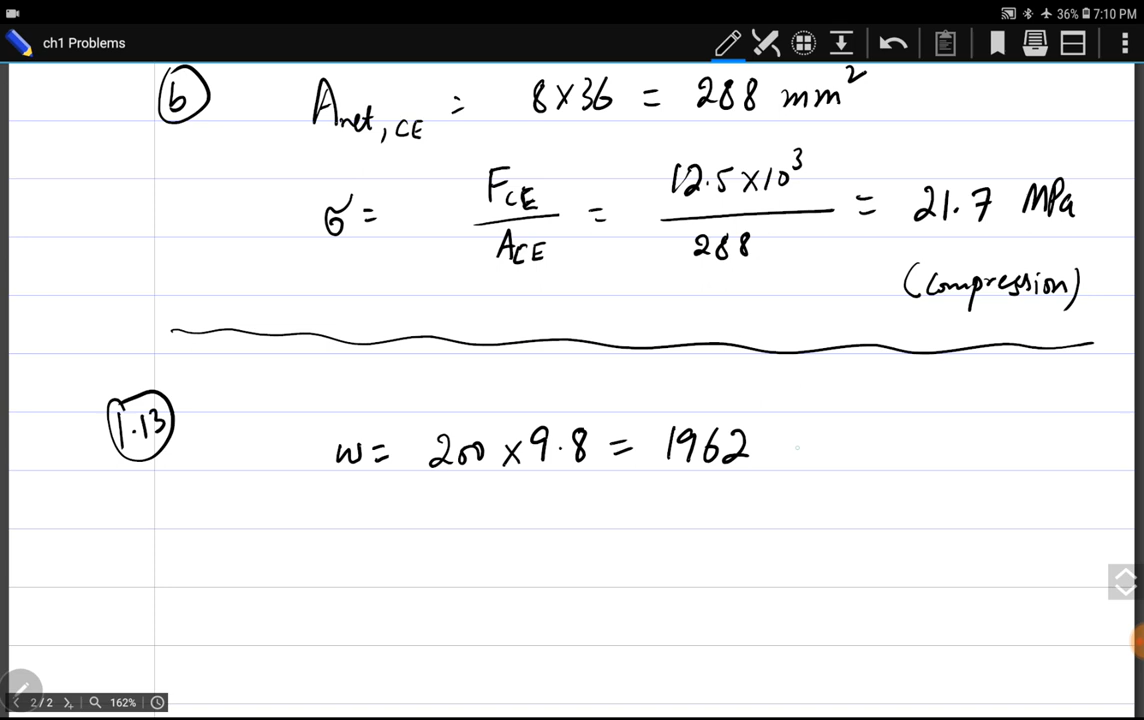 36% 7:10 PM
ch1 Problems
b A_net, CE = 8×36 = 288 mm²
σ = F_CE / A_CE = 12.5×10³ / 288 = 21.7 MPa
(compression)
1.13 w = 200 × 9.8 = 1962
2 / 2 162%